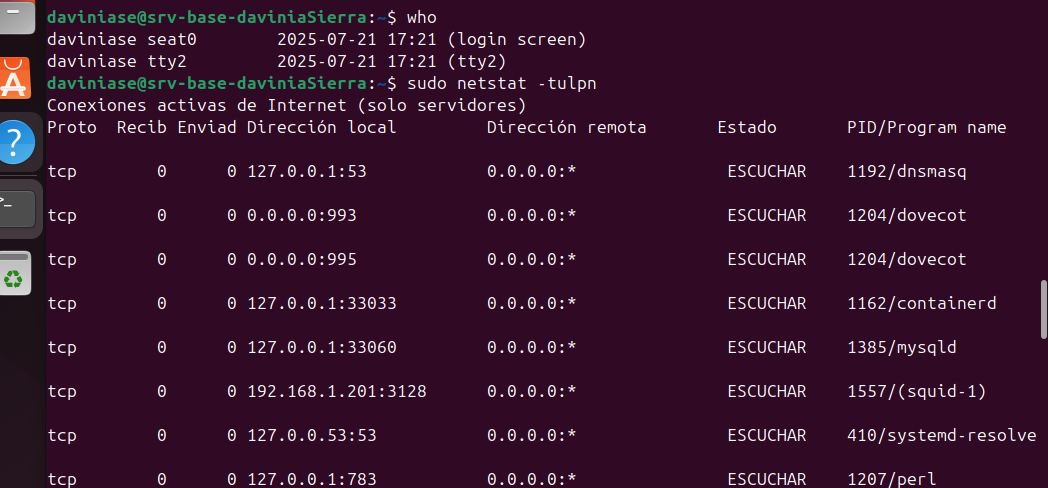 daviniase@srv-base-daviniaSierra:~$ who
daviniase seat0        2025-07-21 17:21 (login screen)
daviniase tty2         2025-07-21 17:21 (tty2)
daviniase@srv-base-daviniaSierra:~$ sudo netstat -tulpn
Conexiones activas de Internet (solo servidores)
Proto  Recib Enviad Dirección local         Dirección remota       Estado       PID/Program name
tcp        0      0 127.0.0.1:53            0.0.0.0:*               ESCUCHAR    1192/dnsmasq
tcp        0      0 0.0.0.0:993             0.0.0.0:*               ESCUCHAR    1204/dovecot
tcp        0      0 0.0.0.0:995             0.0.0.0:*               ESCUCHAR    1204/dovecot
tcp        0      0 127.0.0.1:33033         0.0.0.0:*               ESCUCHAR    1162/containerd
tcp        0      0 127.0.0.1:33060         0.0.0.0:*               ESCUCHAR    1385/mysqld
tcp        0      0 192.168.1.201:3128      0.0.0.0:*               ESCUCHAR    1557/(squid-1)
tcp        0      0 127.0.0.53:53           0.0.0.0:*               ESCUCHAR    410/systemd-resolve
tcp        0      0 127.0.0.1:783           0.0.0.0:*               ESCUCHAR    1207/perl